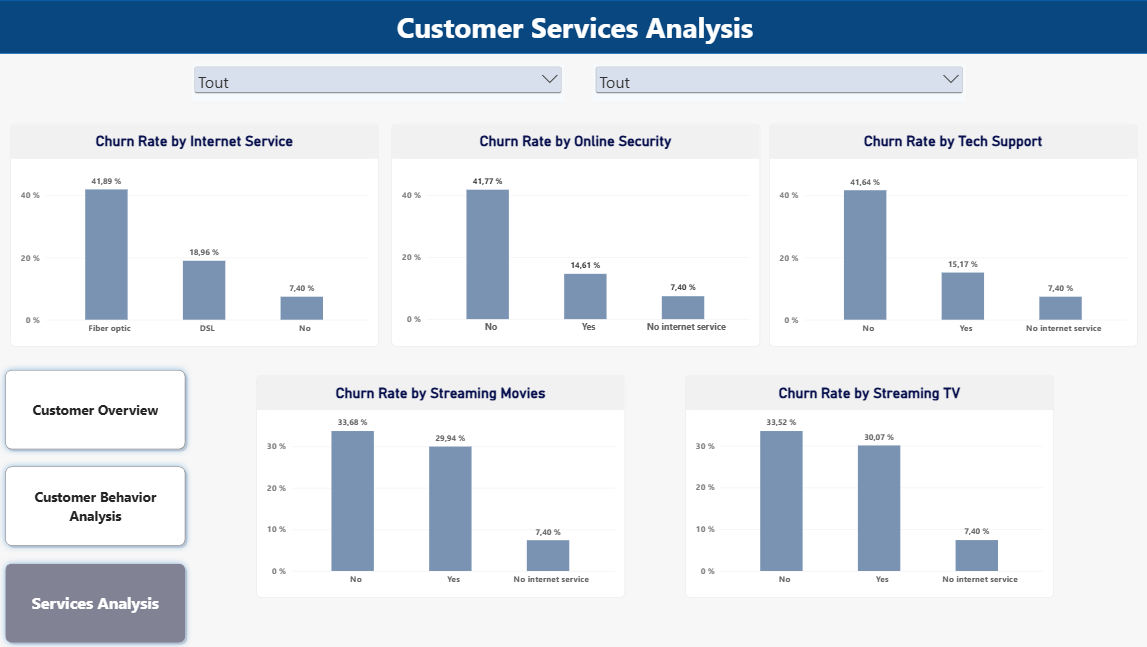 Customer Services Analysis
Tout
Tout
Churn Rate by Internet Service
41,89 %
40 %
18,96 %
20 %
7,40 %
0 %
Fiber optic
DSL
No
Churn Rate by Online Security
41,77 %
40 %
14,61 %
20 %
7,40 %
0 %
No
Yes
No internet service
Churn Rate by Tech Support
41,64 %
40 %
15,17 %
20 %
7,40 %
0 %
No
Yes
No internet service
Customer Overview
Customer Behavior
Analysis
Services Analysis
Churn Rate by Streaming Movies
33,68 %
29,94 %
30 %
20 %
10 %
7,40 %
0 %
No
Yes
No internet service
Churn Rate by Streaming TV
33,52 %
30,07 %
30 %
20 %
10 %
7,40 %
0 %
No
Yes
No internet service